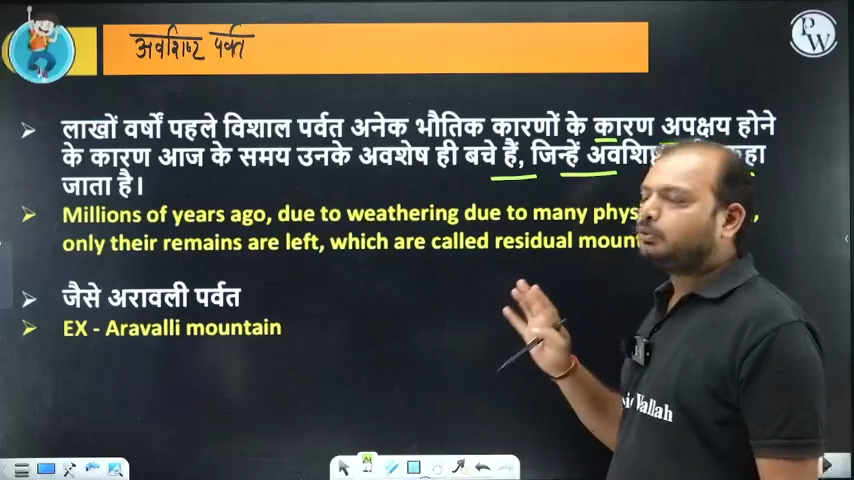 अवशिष्ट पर्वत
PW
लाखों वर्षों पहले विशाल पर्वत अनेक भौतिक कारणों के कारण अपक्षय होने
के कारण आज के समय उनके अवशेष ही बचे हैं, जिन्हें कहा
जाता है।
Millions of years ago, due to weathering due to many
only their remains are left, which are called residual
जैसे अरावली पर्वत
EX - Aravalli mountain
Wallah